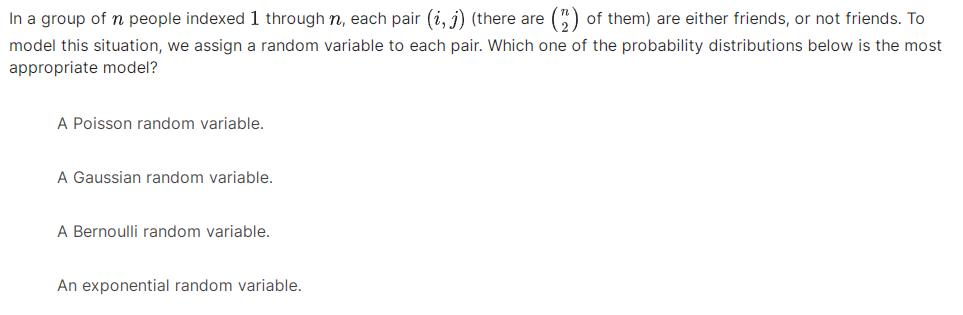 In a group of n people indexed 1 through n, each pair (i, j) (there are (n 2) of them) are either friends, or not friends. To
model this situation, we assign a random variable to each pair. Which one of the probability distributions below is the most
appropriate model?
A Poisson random variable.
A Gaussian random variable.
A Bernoulli random variable.
An exponential random variable.